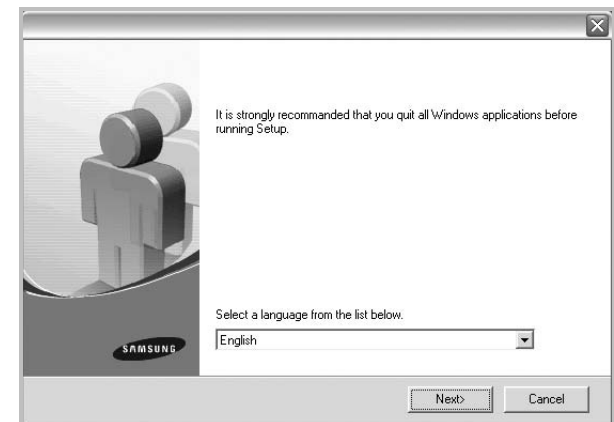 It is strongly recommanded that you quit all Windows applications before
running Setup.
Select a language from the list below.
English
SAMSUNG
Next> Cancel